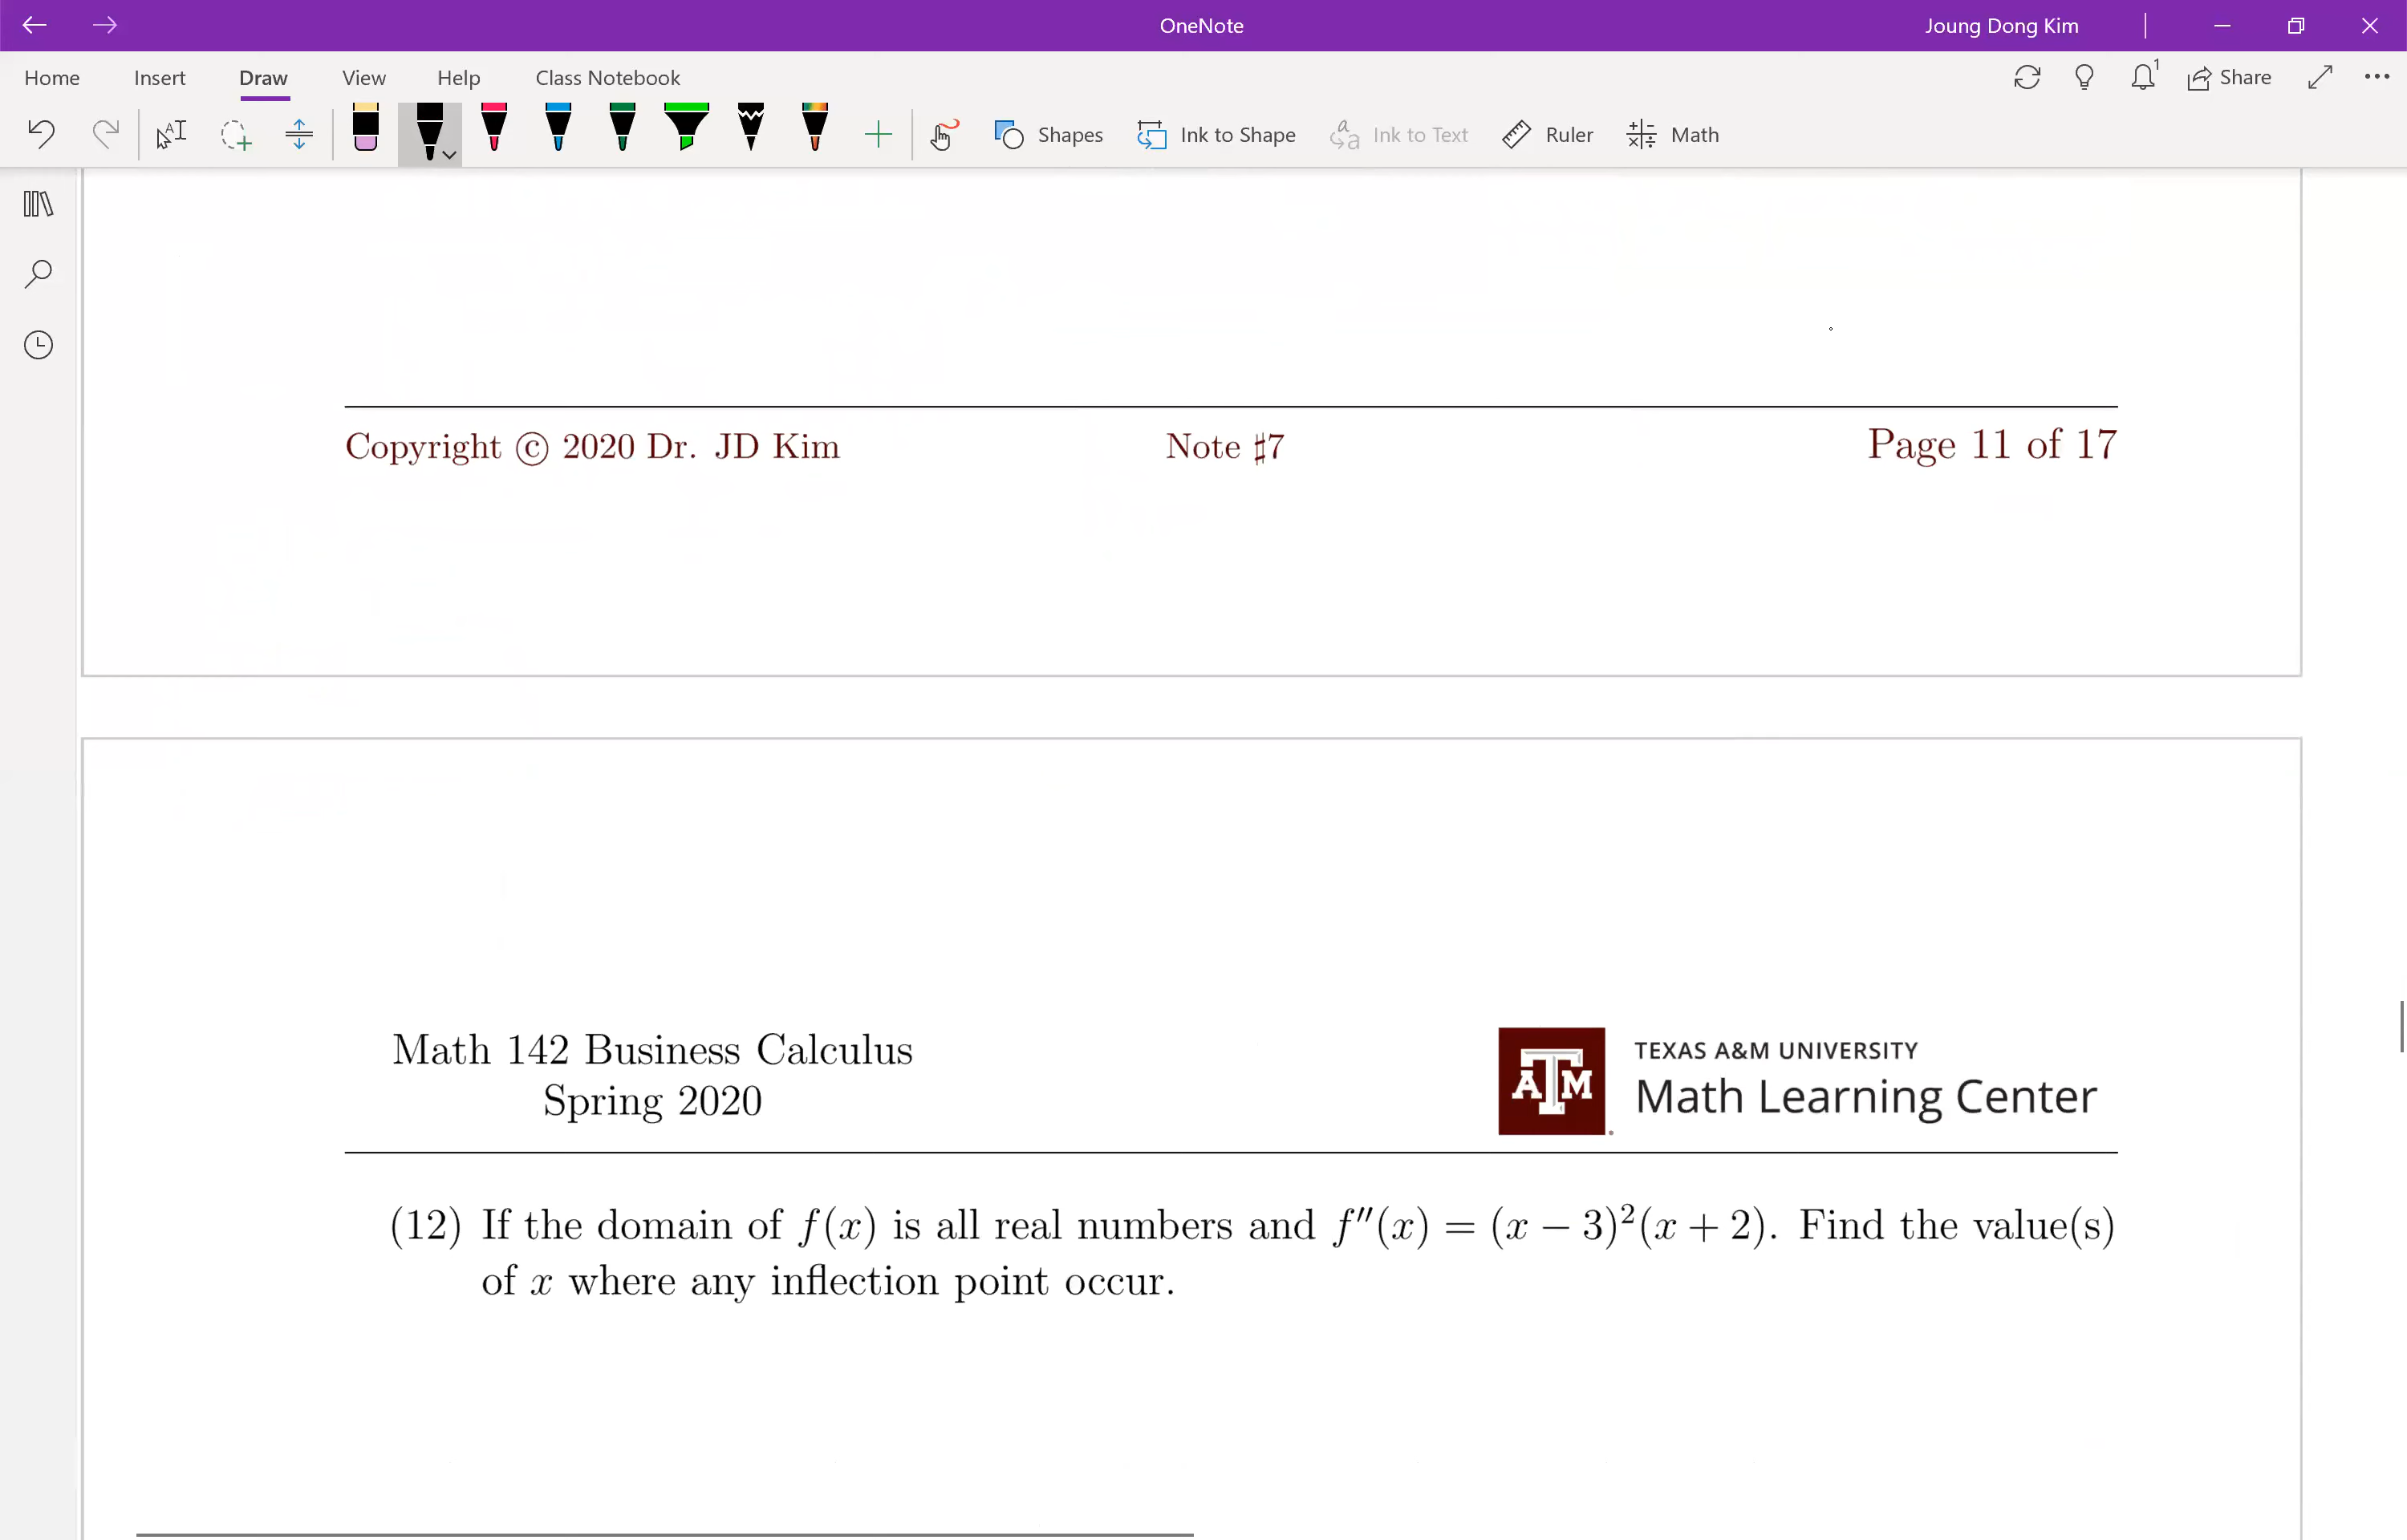 OneNote
Joung Dong Kim
Home Insert Draw View Help Class Notebook
1
Share
Shapes Ink to Shape Ink to Text Ruler Math
Copyright © 2020 Dr. JD Kim Note ♯7 Page 11 of 17
Math 142 Business Calculus
Spring 2020
ATM
TEXAS A&M UNIVERSITY
Math Learning Center
(12) If the domain of f(x) is all real numbers and f″(x) = (x − 3)²(x + 2). Find the value(s)
of x where any inflection point occur.